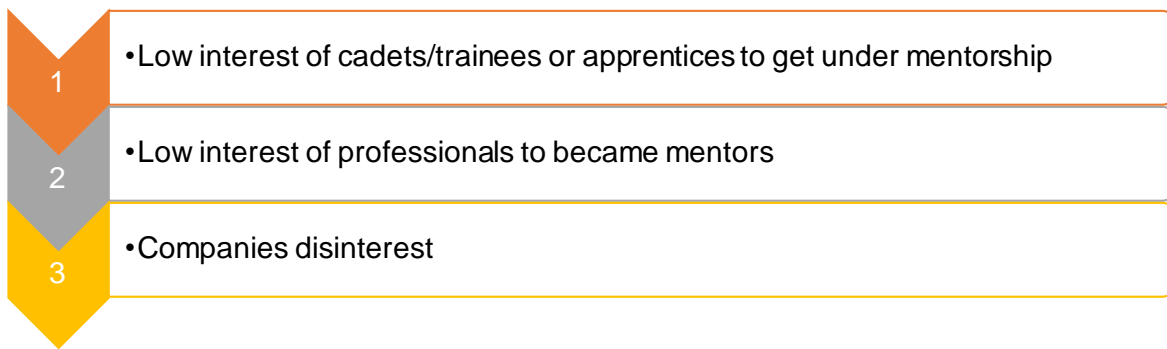 1
•Low interest of cadets/trainees or apprentices to get under mentorship
2
•Low interest of professionals to became mentors
3
•Companies disinterest